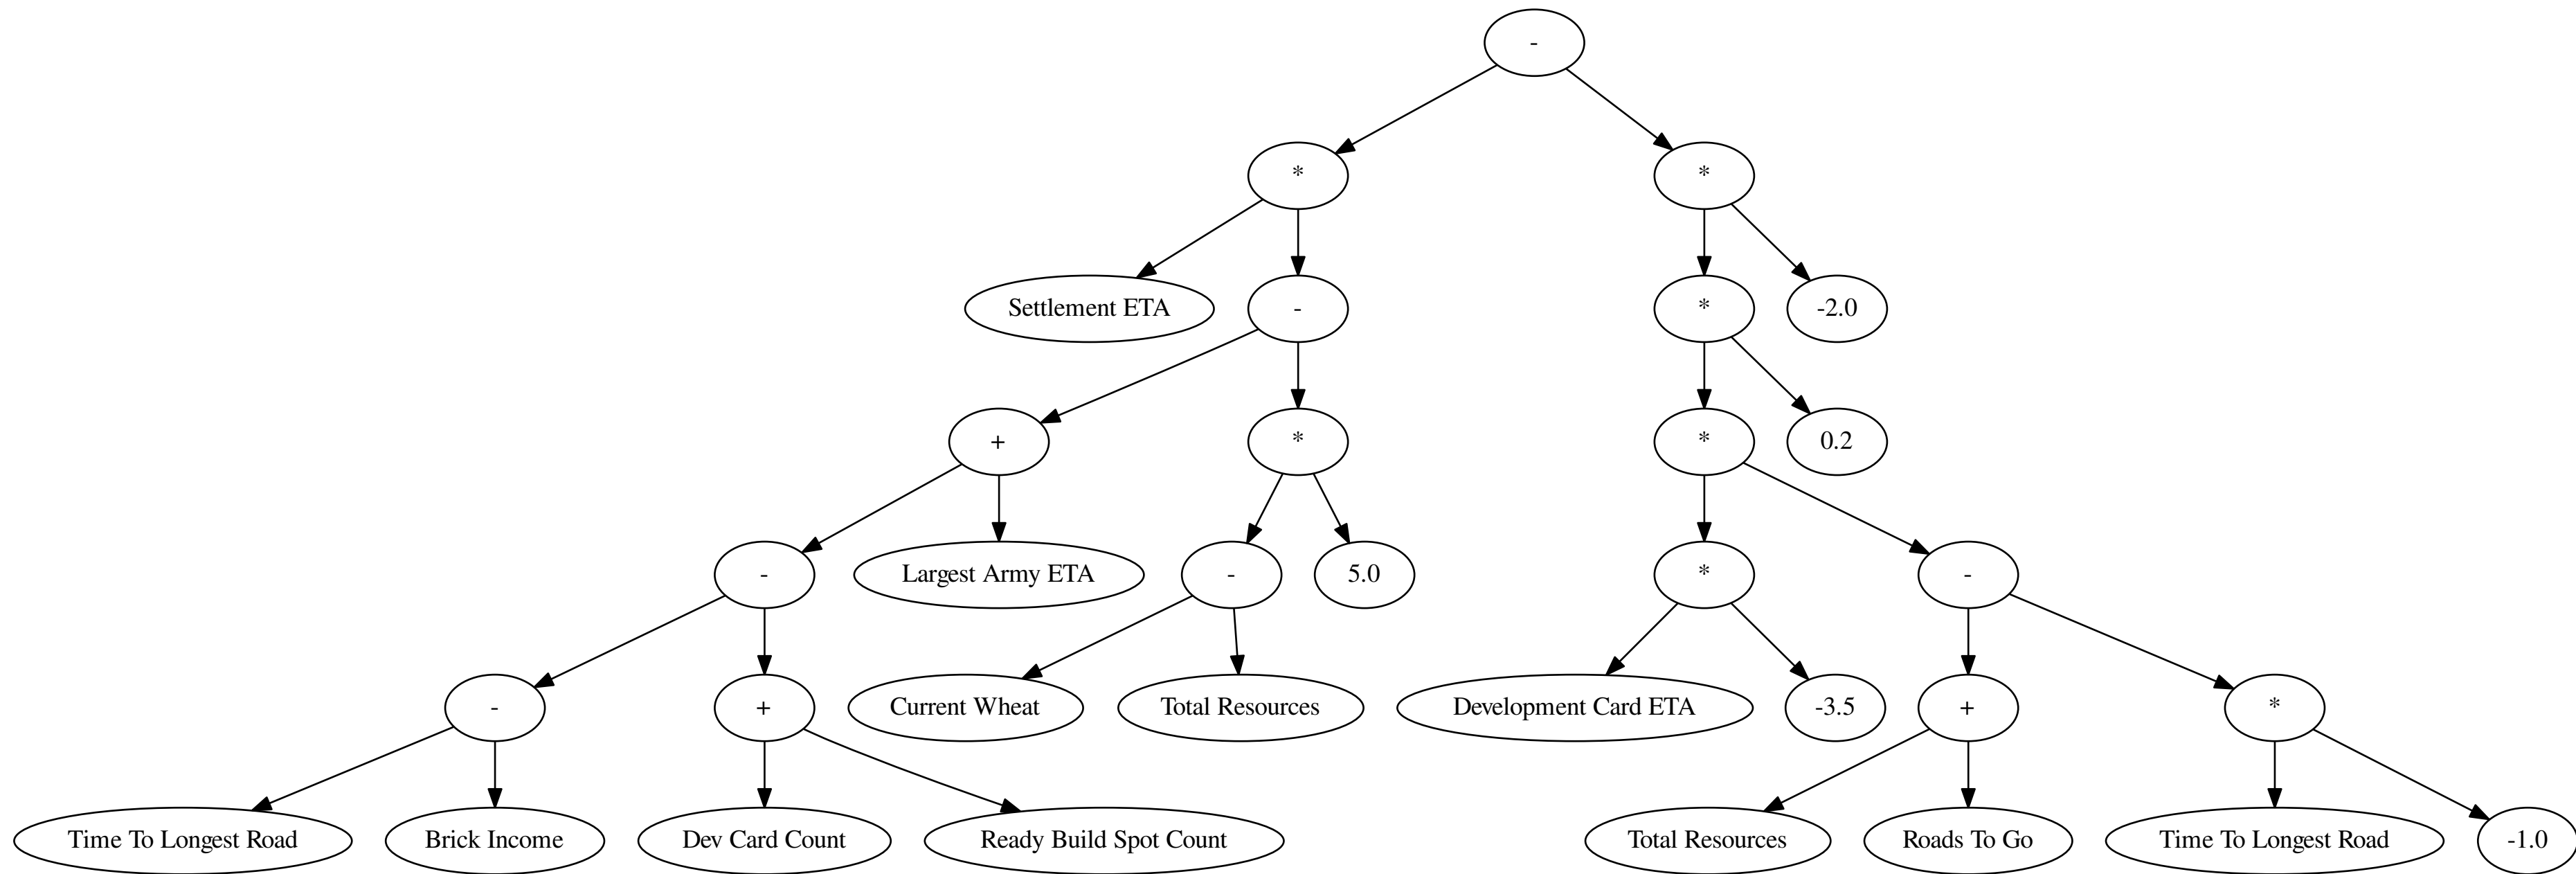 -
*
*
Settlement ETA
-
*
-2.0
+
*
*
0.2
-
Largest Army ETA
-
5.0
*
-
-
+
Current Wheat
Total Resources
Development Card ETA
-3.5
+
*
Time To Longest Road
Brick Income
Dev Card Count
Ready Build Spot Count
Total Resources
Roads To Go
Time To Longest Road
-1.0